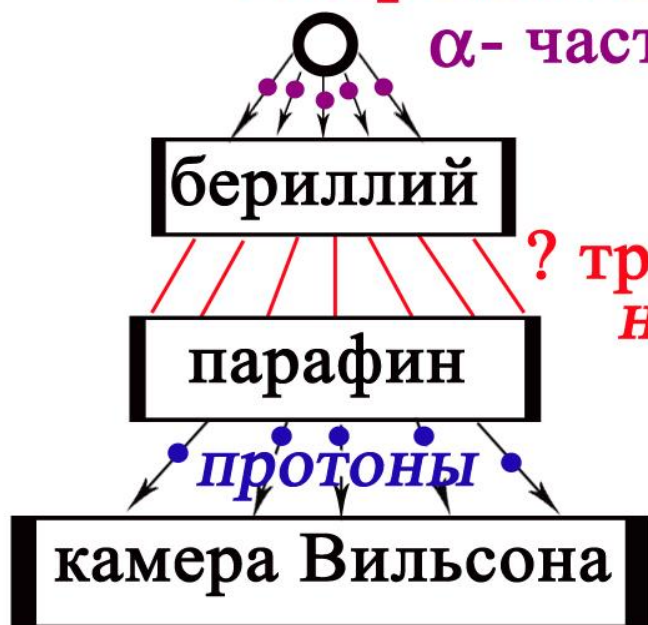 α- част
бериллий
? тр
н
парафин
протоны
камера Вильсона